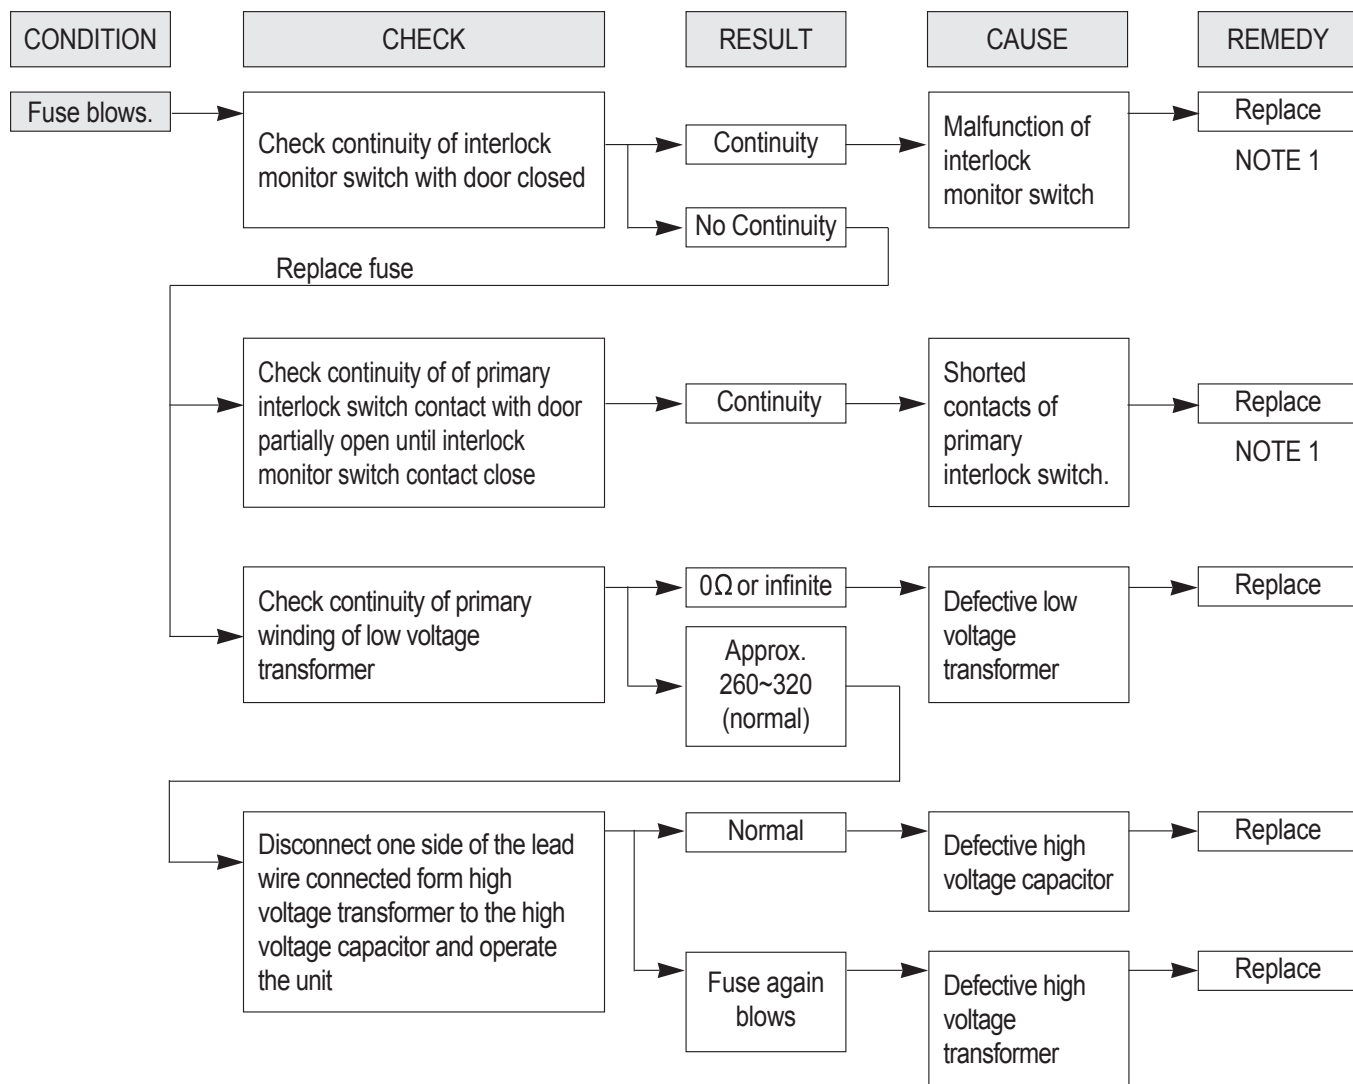 CONDITION
CHECK
RESULT
CAUSE
REMEDY
Fuse blows.
Check continuity of interlock
monitor switch with door closed
Continuity
Malfunction of
interlock
monitor switch
Replace
NOTE 1
No Continuity
Replace fuse
Check continuity of of primary
interlock switch contact with door
partially open until interlock
monitor switch contact close
Continuity
Shorted
contacts of
primary
interlock switch.
Replace
NOTE 1
Check continuity of primary
winding of low voltage
transformer
0Ω or infinite
Defective low
voltage
transformer
Replace
Approx.
260~320
(normal)
Disconnect one side of the lead
wire connected form high
voltage transformer to the high
voltage capacitor and operate
the unit
Normal
Defective high
voltage capacitor
Replace
Fuse again
blows
Defective high
voltage
transformer
Replace